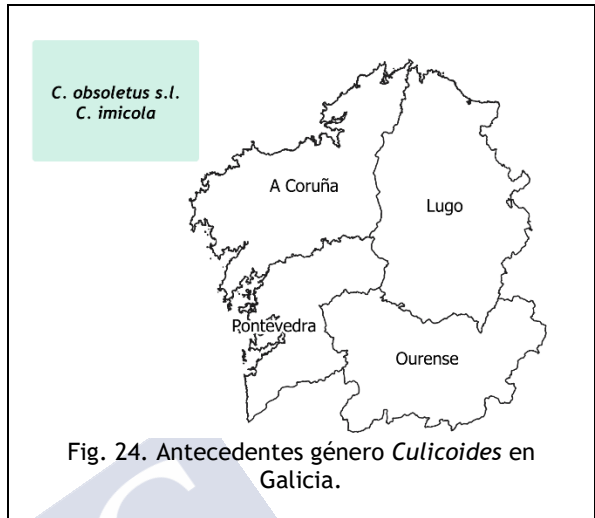 C. obsoletus s.l.
C. imicola
A Coruña
Lugo
Pontevedra
Ourense
Fig. 24. Antecedentes género Culicoides en
Galicia.